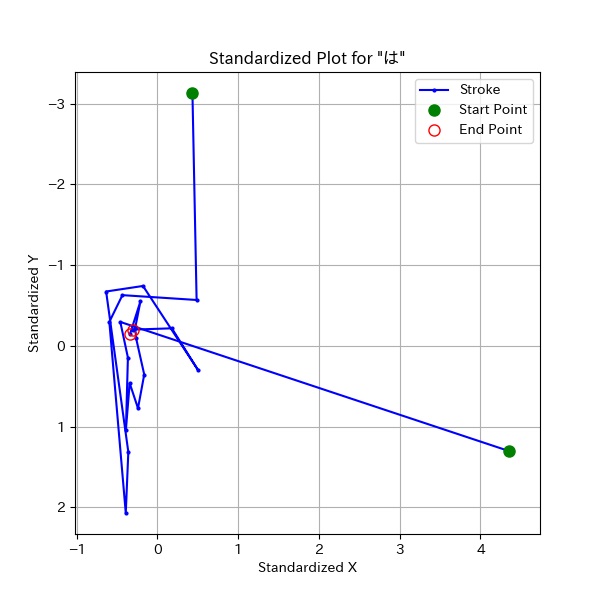 Standardized Plot for "は"
Stroke
Start Point
End Point
−3
−2
−1
0
1
2
Standardized Y
−1 0 1 2 3 4
Standardized X